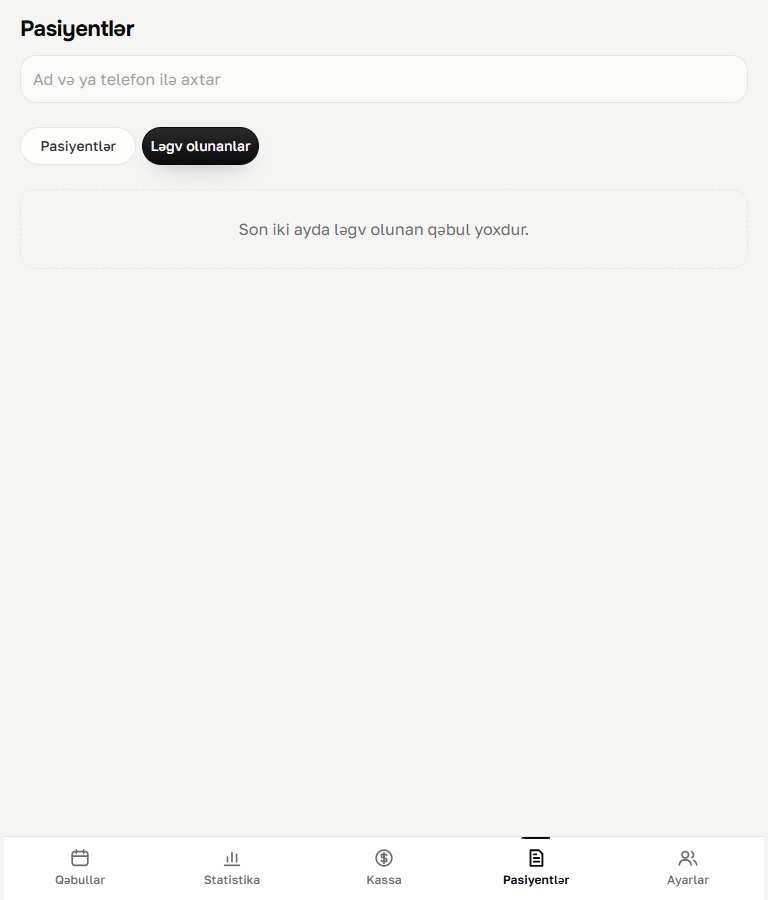 Pasiyentlər
Ad və ya telefon ilə axtar
Pasiyentlər
Ləgv olunanlar
Son iki ayda ləgv olunan qəbul yoxdur.
Qəbullar
Statistika
Kassa
Pasiyentlər
Ayarlar